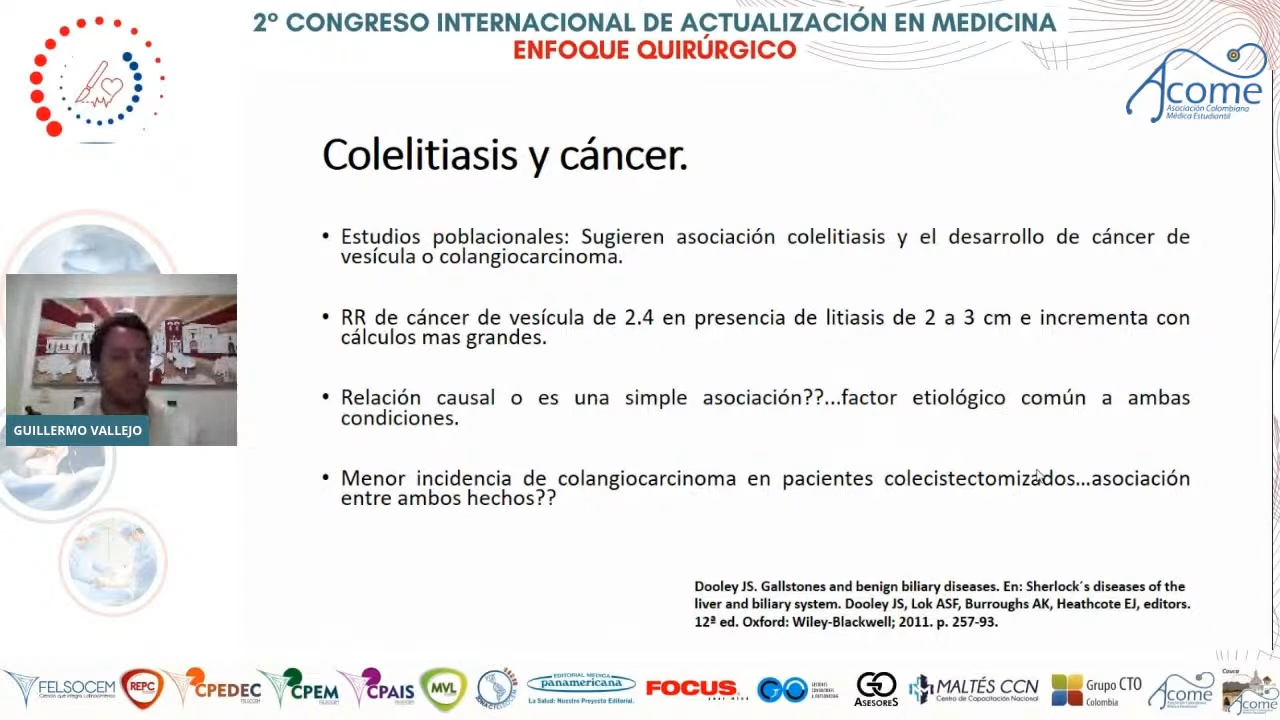 2° CONGRESO INTERNACIONAL DE ACTUALIZACIÓN EN MEDICINA
ENFOQUE QUIRÚRGICO
Acome
Asociación Colombiana
Médica Estudiantil
Colelitiasis y cáncer.
• Estudios poblacionales: Sugieren asociación colelitiasis y el desarrollo de cáncer de
vesícula o colangiocarcinoma.
• RR de cáncer de vesícula de 2.4 en presencia de litiasis de 2 a 3 cm e incrementa con
cálculos mas grandes.
• Relación causal o es una simple asociación??...factor etiológico común a ambas
condiciones.
• Menor incidencia de colangiocarcinoma en pacientes colecistectomizados...asociación
entre ambos hechos??
GUILLERMO VALLEJO
Dooley JS. Gallstones and benign biliary diseases. En: Sherlock´s diseases of the
liver and biliary system. Dooley JS, Lok ASF, Burroughs AK, Heathcote EJ, editors.
12ª ed. Oxford: Wiley-Blackwell; 2011. p. 257-93.
FELSOCEM
REPC
CPEDEC
CPEM
CPAIS
MVL
EDITORIAL MEDICA
panamericana
La Salud: Nuestro Proyecto Editorial.
FOCUS
GO
GO
ASESORES
MALTÉS CCN
Centro de Capacitación Nacional
Grupo CTO
Colombia
Acome
Cauca
Acome